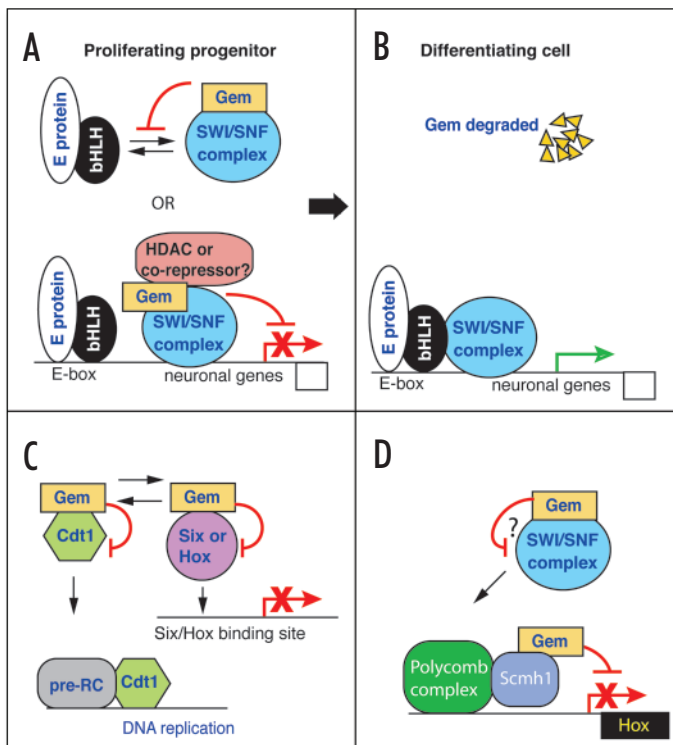 A
Proliferating progenitor
E protein
bHLH
Gem
SWI/SNF
complex
OR
HDAC or
co-repressor?
Gem
E protein
bHLH
SWI/SNF
complex
E-box
neuronal genes
B
Differentiating cell
Gem degraded
E protein
bHLH
SWI/SNF
complex
E-box
neuronal genes
C
Gem
Cdt1
Gem
Six or
Hox
Six/Hox binding site
pre-RC
Cdt1
DNA replication
D
Gem
?
SWI/SNF
complex
Gem
Polycomb
complex
Scmh1
Hox